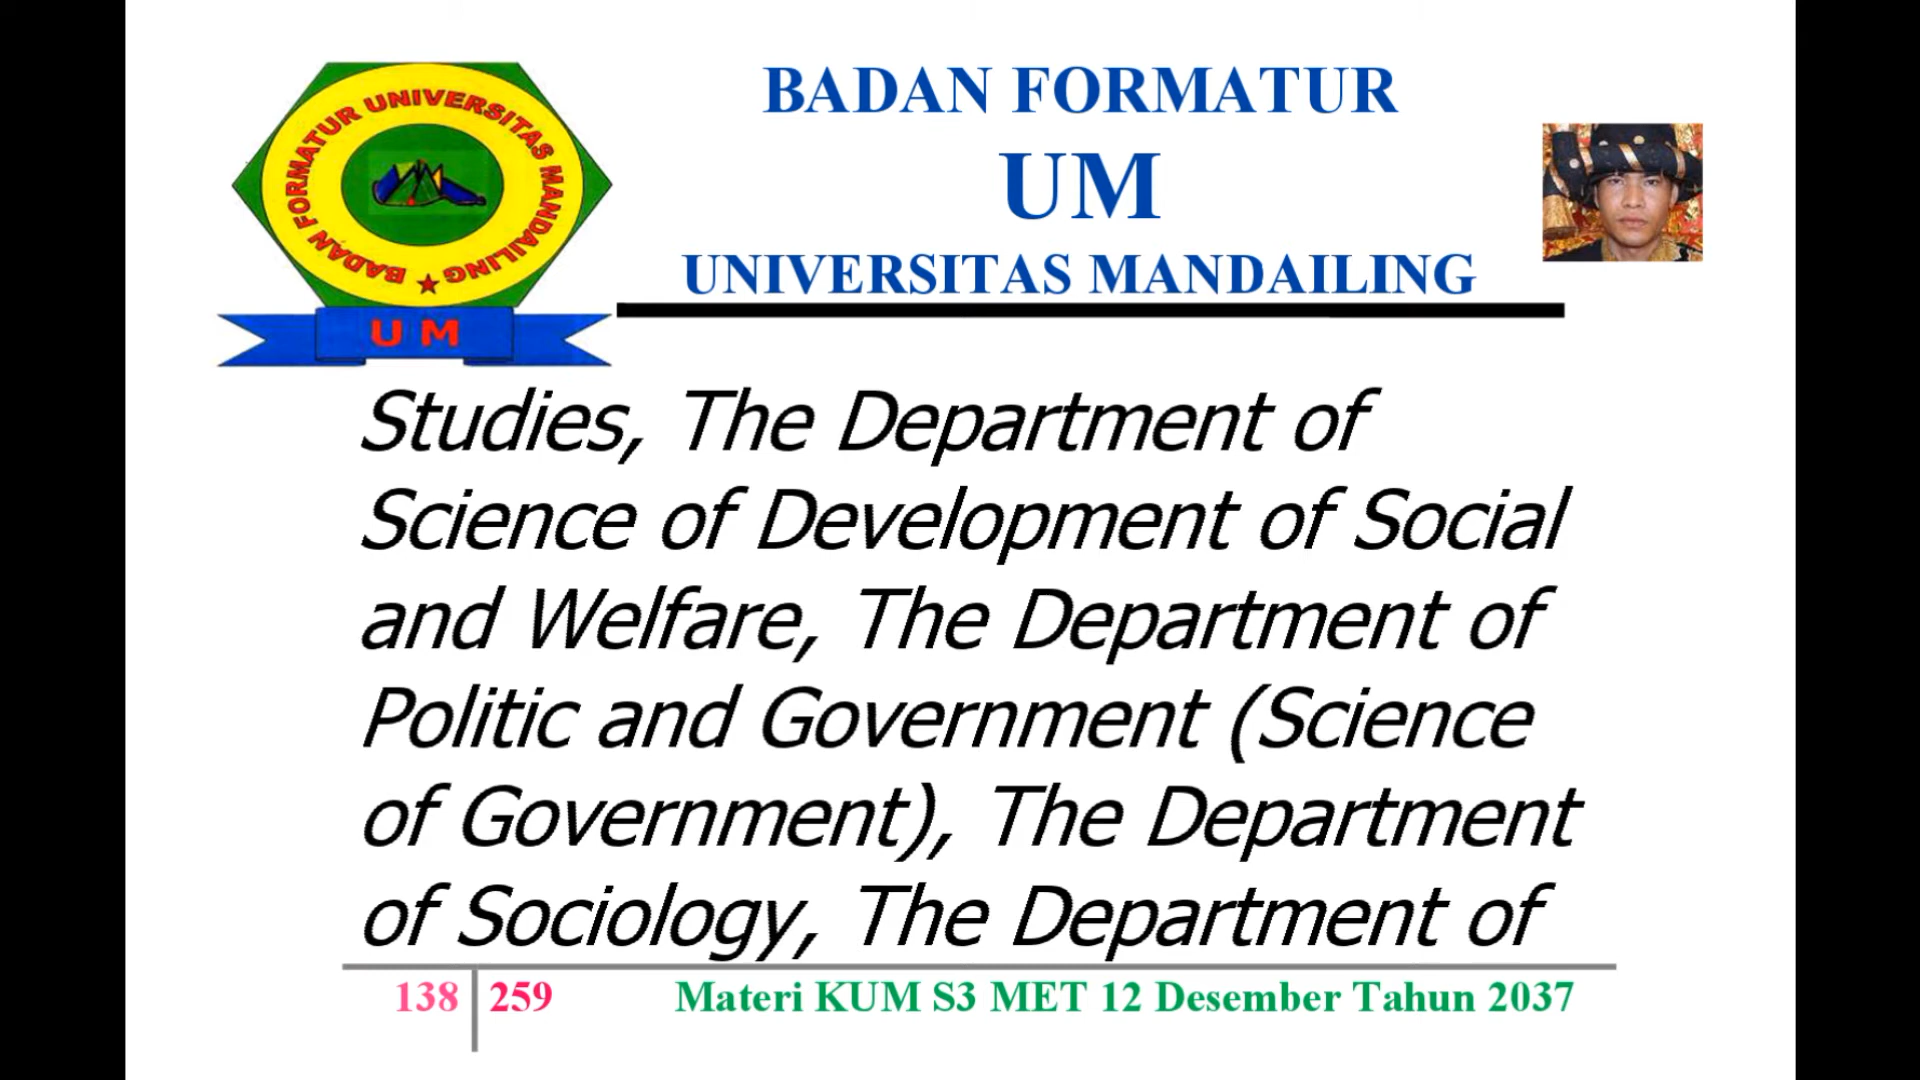 BADAN FORMATUR UNIVERSITAS MANDAILING
U M
BADAN FORMATUR
UM
UNIVERSITAS MANDAILING
Studies, The Department of
Science of Development of Social
and Welfare, The Department of
Politic and Government (Science
of Government), The Department
of Sociology, The Department of
138 259 Materi KUM S3 MET 12 Desember Tahun 2037